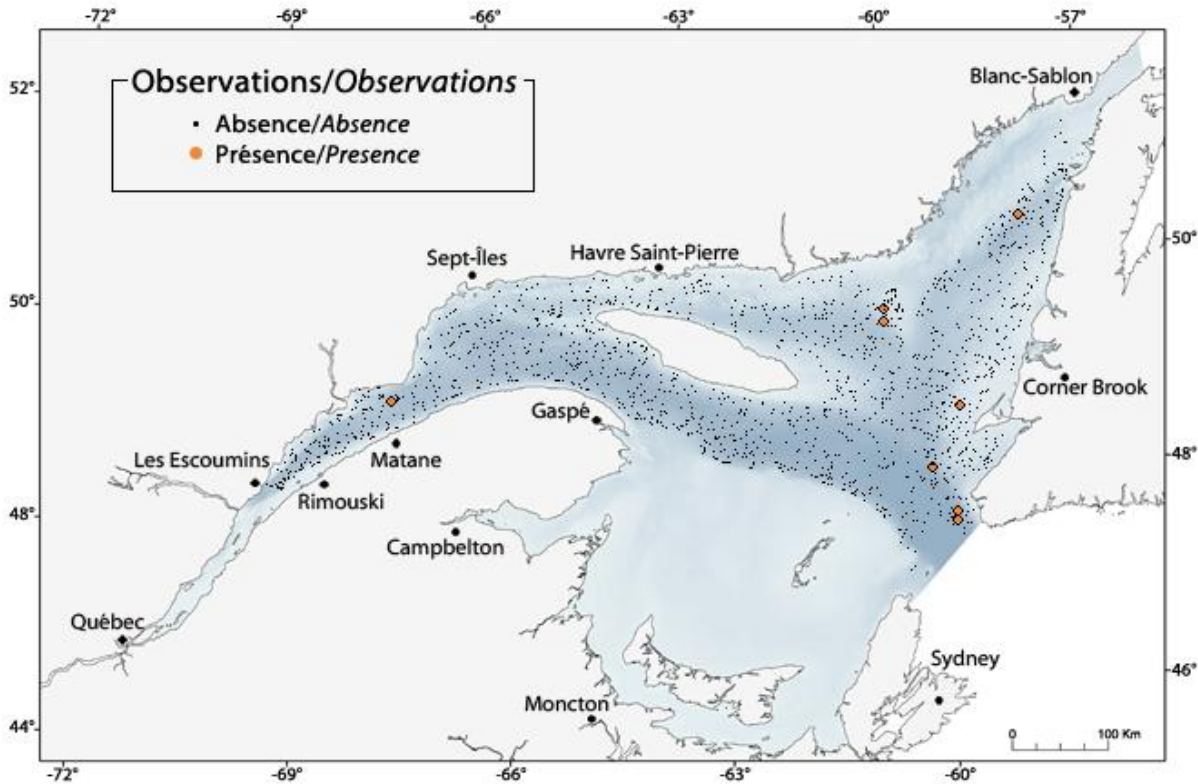 -72° -69° -66° -63° -60° -57°
Observations/Observations
Absence/Absence
Présence/Presence
Blanc-Sablon
52°
50°
Sept-Îles
Havre Saint-Pierre
50°
Corner Brook
Gaspé
Matane
48°
Les Escoumins
Rimouski
48°
Campbelton
Québec
Sydney
46°
Moncton
44°
0 100 Km
-72° -69° -66° -63° -60°